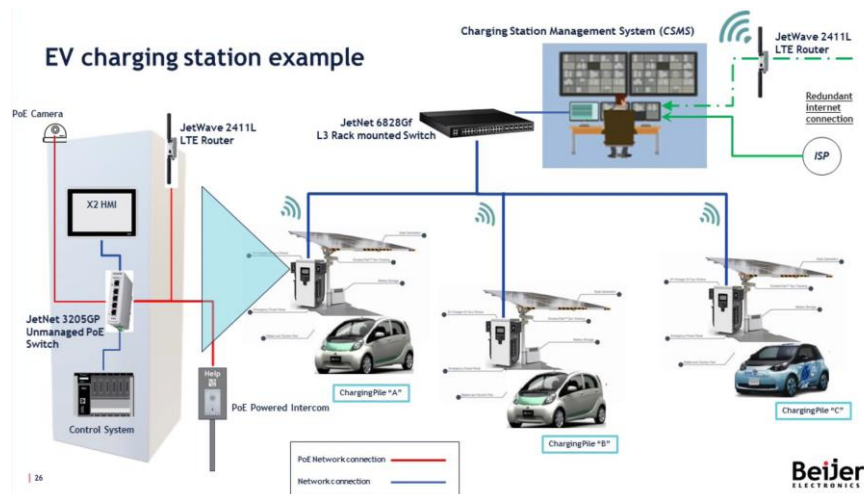 EV charging station example
Charging Station Management System (CSMS)
JetWave 2411L
LTE Router
Redundant
internet
connection
ISP
JetNet 6828Gf
L3 Rack mounted Switch
PoE Camera
JetWave 2411L
LTE Router
X2 HMI
JetNet 3205GP
Unmanaged PoE
Switch
Help
PoE Powered Intercom
Control System
ChargingPile "A"
ChargingPile "B"
ChargingPile "C"
PoE Network connection
Network connection
| 26
Beijer
ELECTRONICS